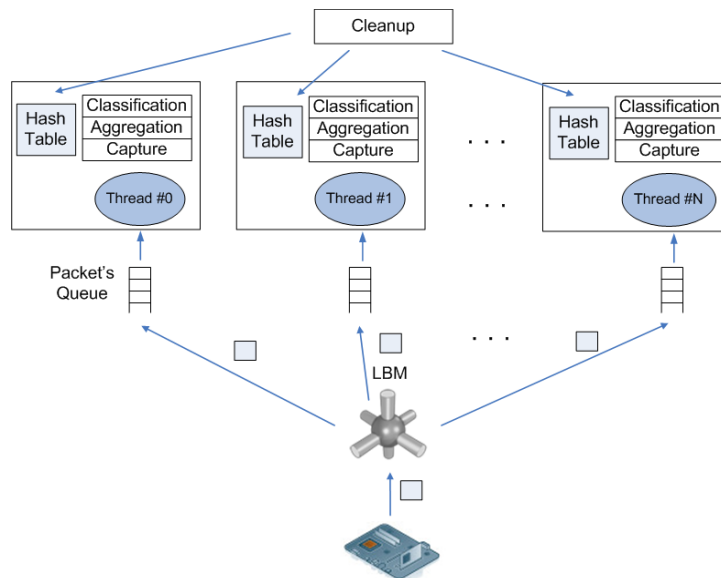 Cleanup
Hash
Table
Classification
Aggregation
Capture
Thread #0
Hash
Table
Classification
Aggregation
Capture
Thread #1
. . .
. . .
Hash
Table
Classification
Aggregation
Capture
Thread #N
Packet's
Queue
. . .
LBM